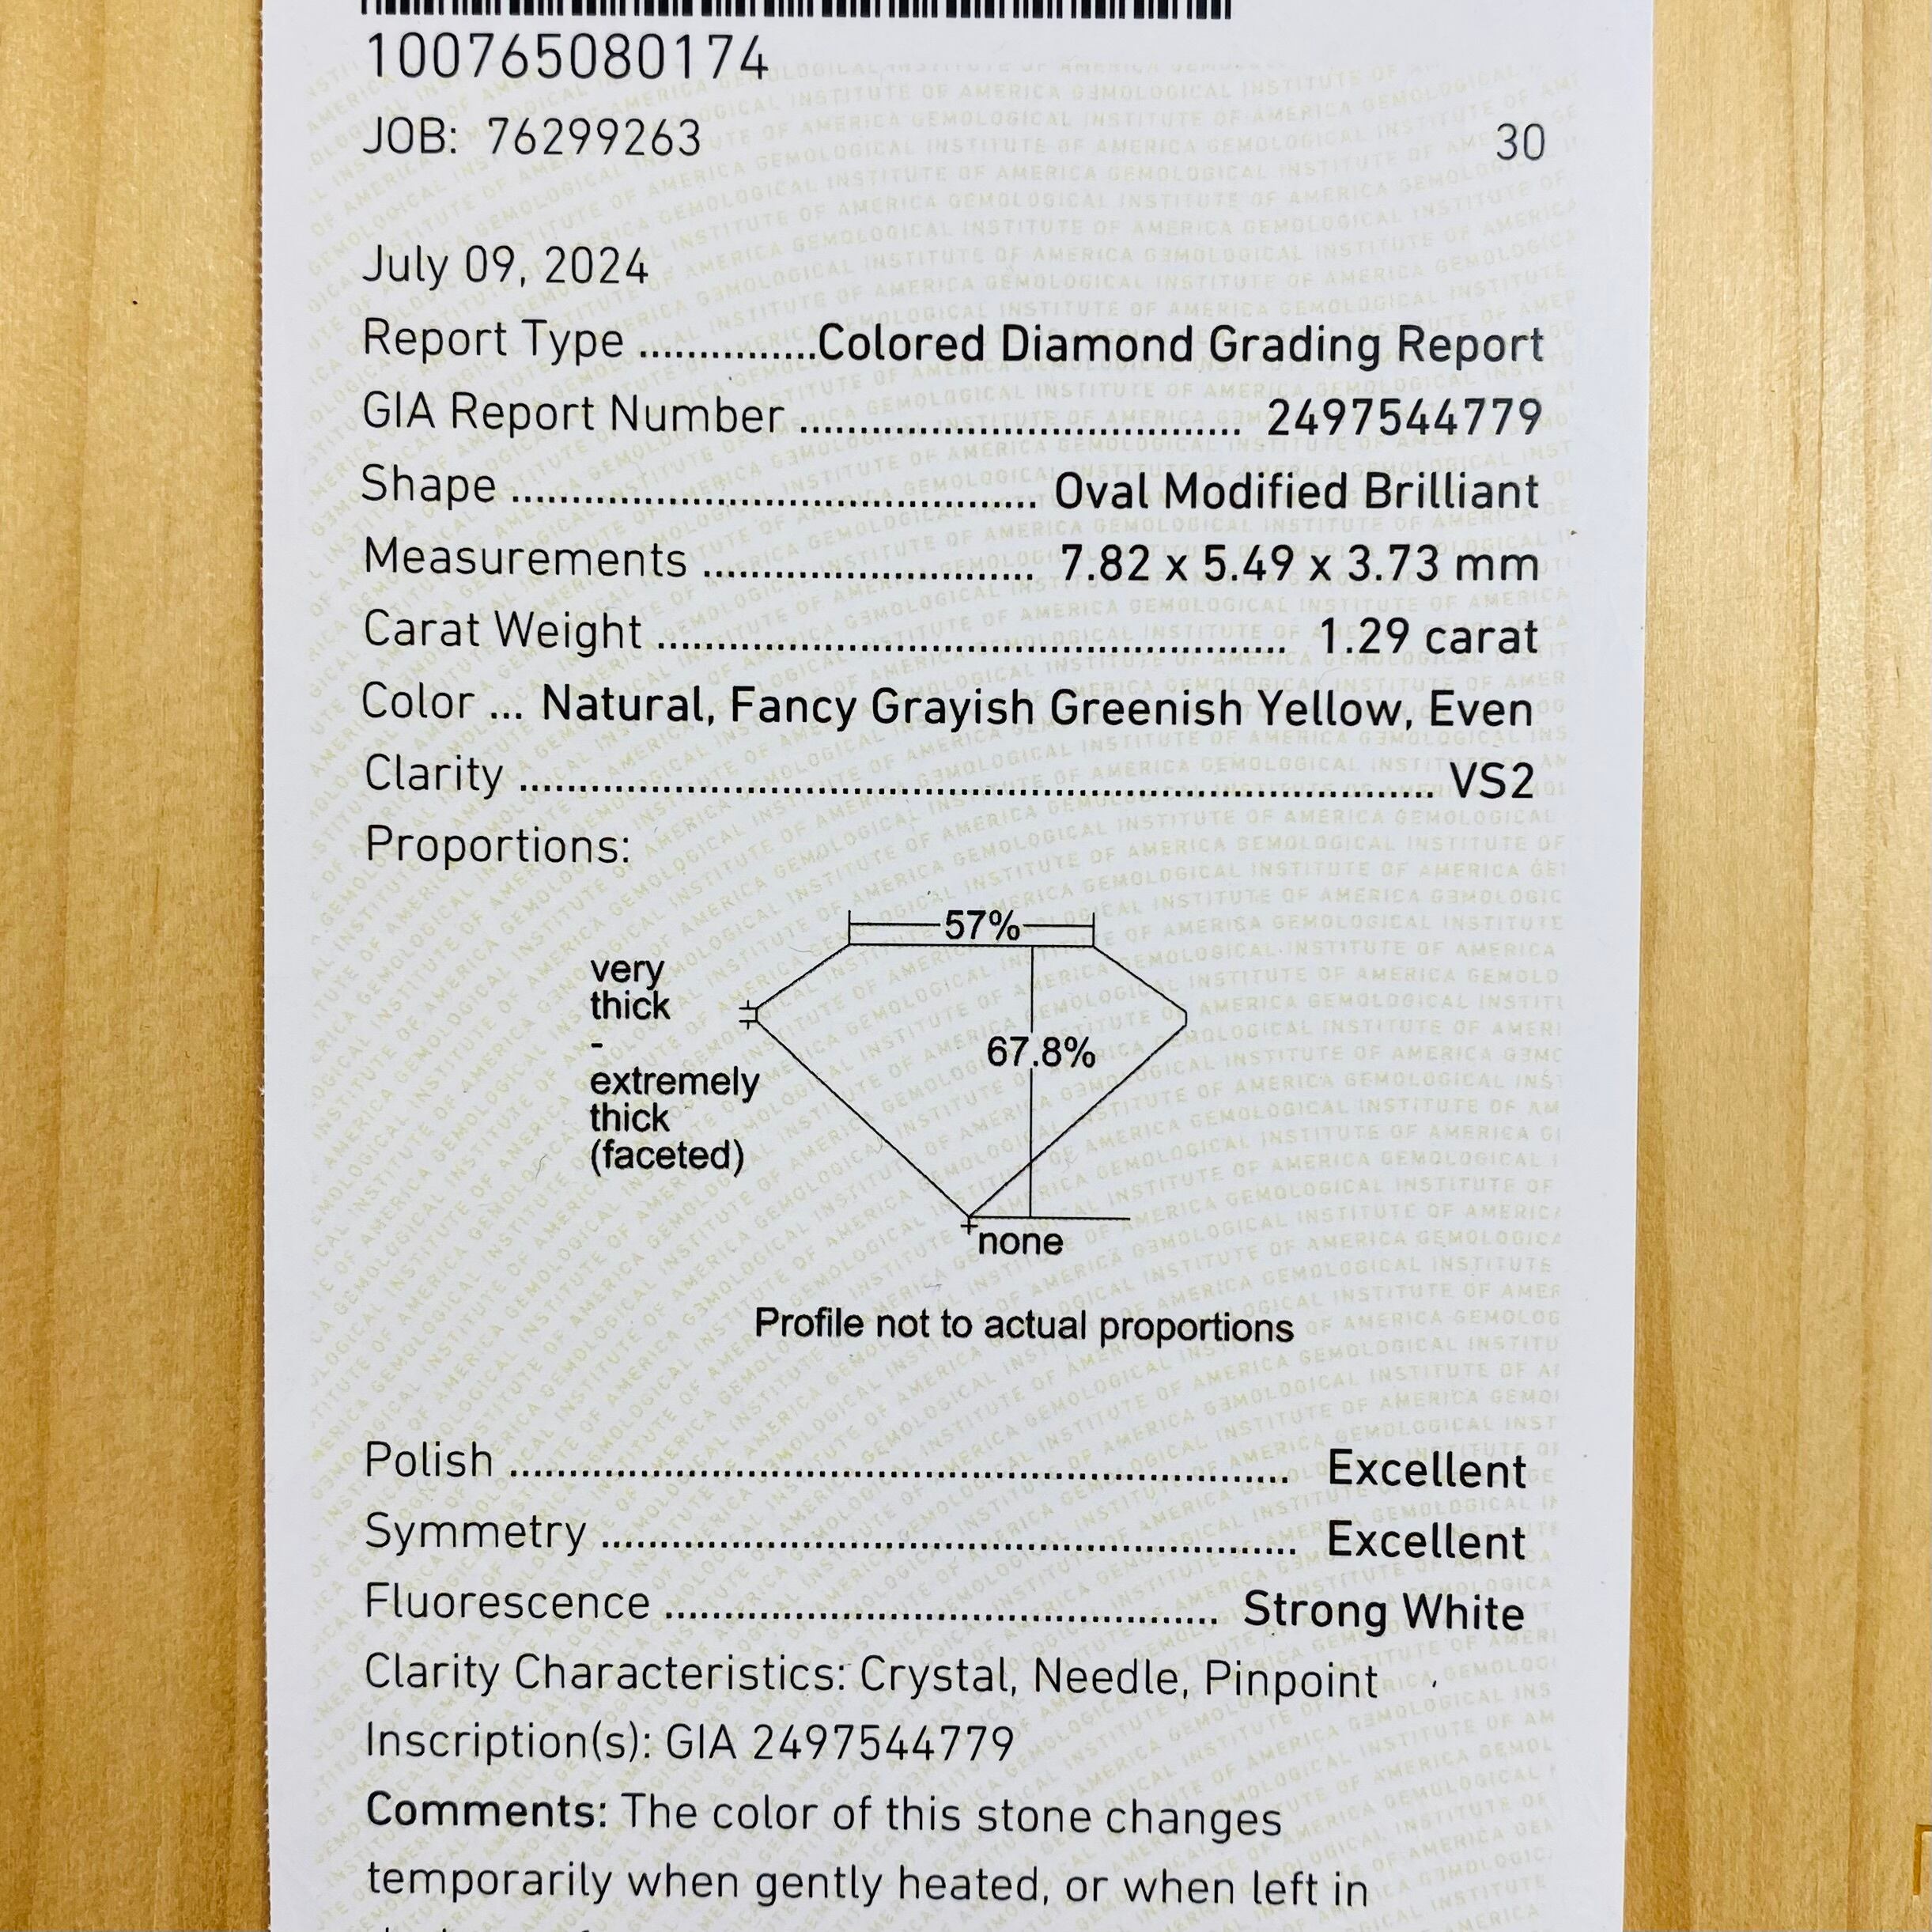 100765080174
JOB: 76299263 30
July 09, 2024
Report Type ...............Colored Diamond Grading Report
GIA Report Number ..................................... 2497544779
Shape ............................................ Oval Modified Brilliant
Measurements ............................ 7.82 x 5.49 x 3.73 mm
Carat Weight ..................................................... 1.29 carat
Color ... Natural, Fancy Grayish Greenish Yellow, Even
Clarity ............................................................................. VS2
Proportions:
57%
very
thick
-
extremely
thick
(faceted)
67.8%
none
Profile not to actual proportions
Polish ................................................................. Excellent
Symmetry .......................................................... Excellent
Fluorescence .............................................. Strong White
Clarity Characteristics: Crystal, Needle, Pinpoint
Inscription(s): GIA 2497544779
Comments: The color of this stone changes
temporarily when gently heated, or when left in